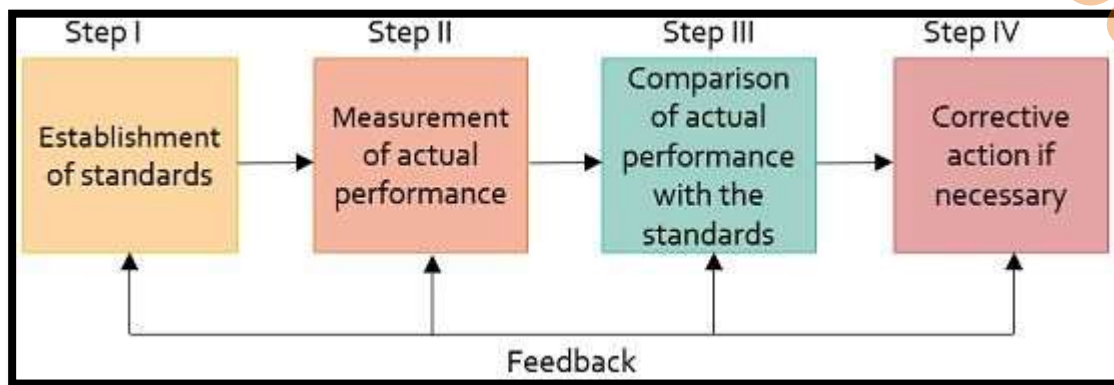 Step I
Step II
Step III
Step IV
Establishment
of standards
Measurement
of actual
performance
Comparison
of actual
performance
with the
standards
Corrective
action if
necessary
Feedback